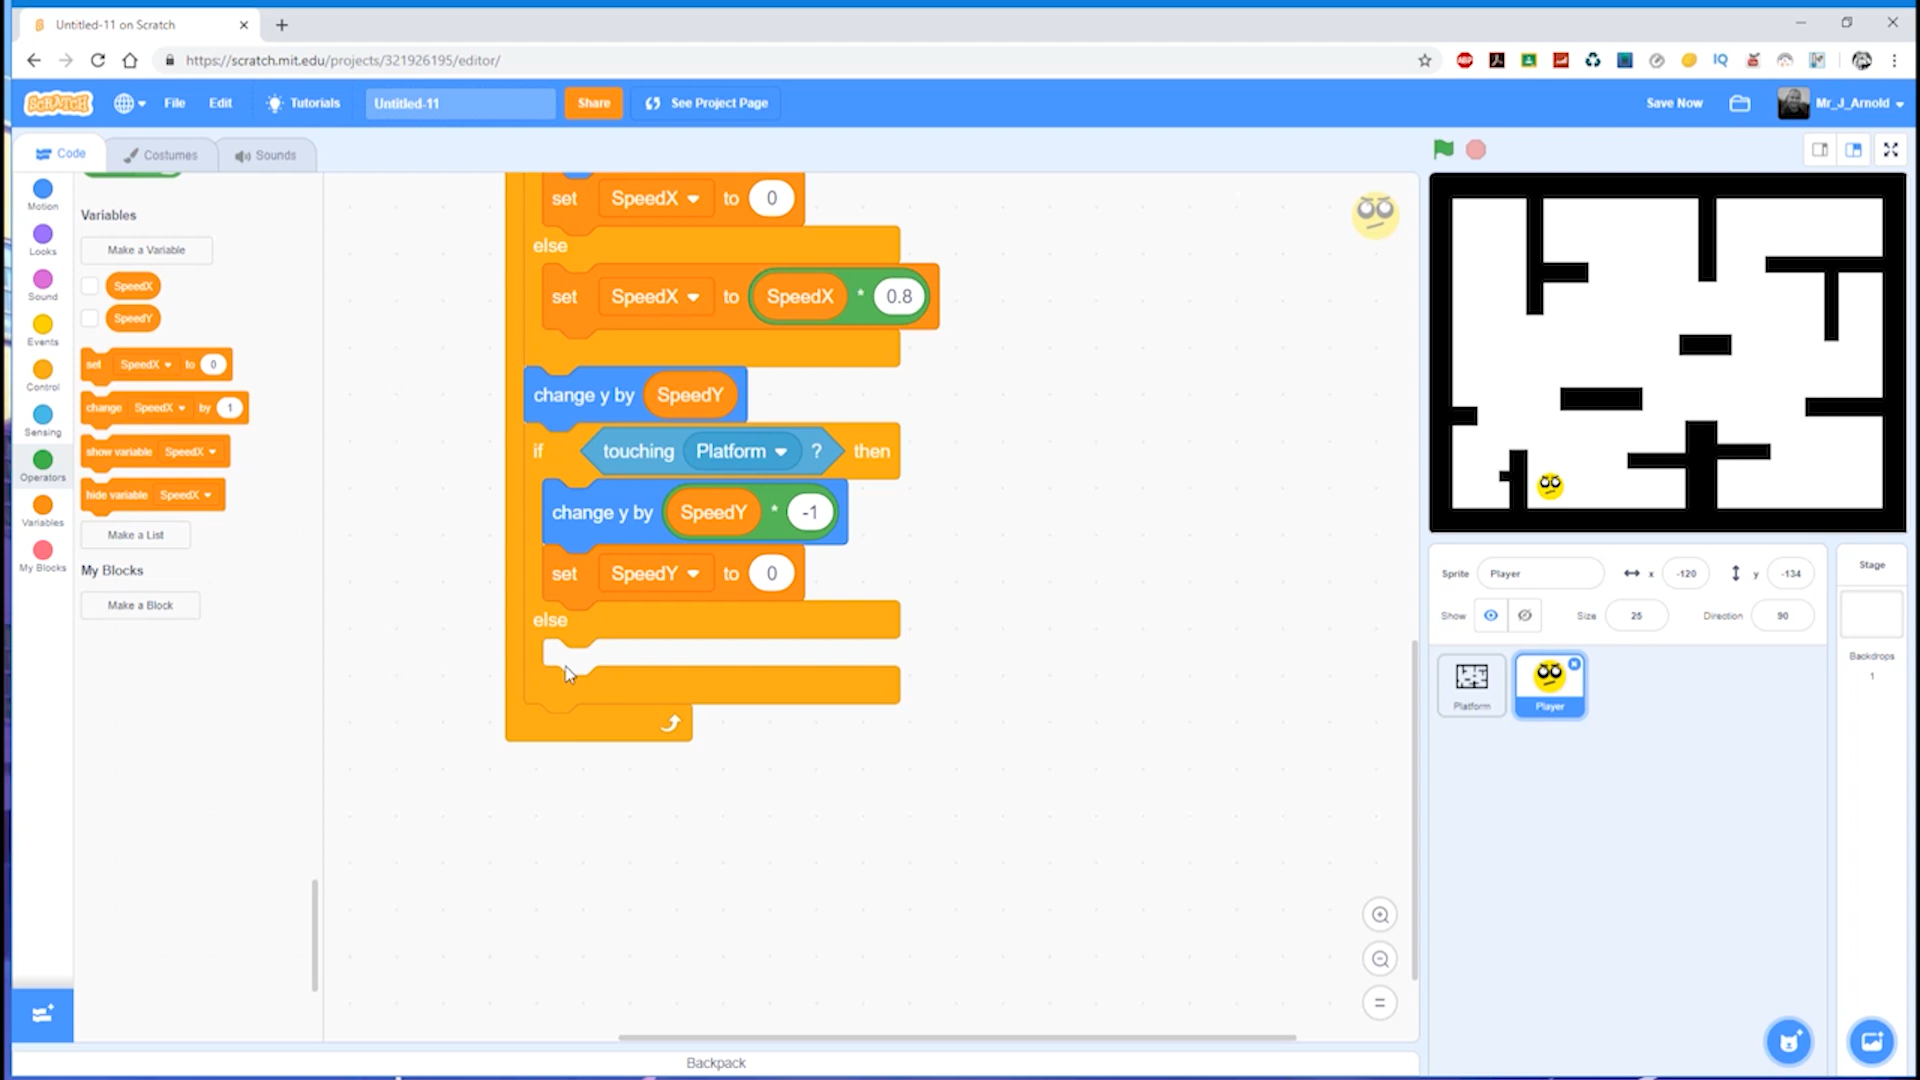 Untitled-11 on Scratch
https://scratch.mit.edu/projects/321926195/editor/
ABP
IQ
SCRATCH
File
Edit
Tutorials
Untitled-11
Share
See Project Page
Save Now
Mr_J_Arnold
Code
Costumes
Sounds
Motion
Looks
Sound
Events
Control
Sensing
Operators
Variables
My Blocks
Variables
Make a Variable
SpeedX
SpeedY
set SpeedX to 0
change SpeedX by 1
show variable SpeedX
hide variable SpeedX
Make a List
My Blocks
Make a Block
set SpeedX to 0
else
set SpeedX to SpeedX * 0.8
change y by SpeedY
if touching Platform ? then
change y by SpeedY * -1
set SpeedY to 0
else
Sprite Player x -120 y -134
Show Size 25 Direction 90
Platform
Player
Stage
Backdrops
1
Backpack